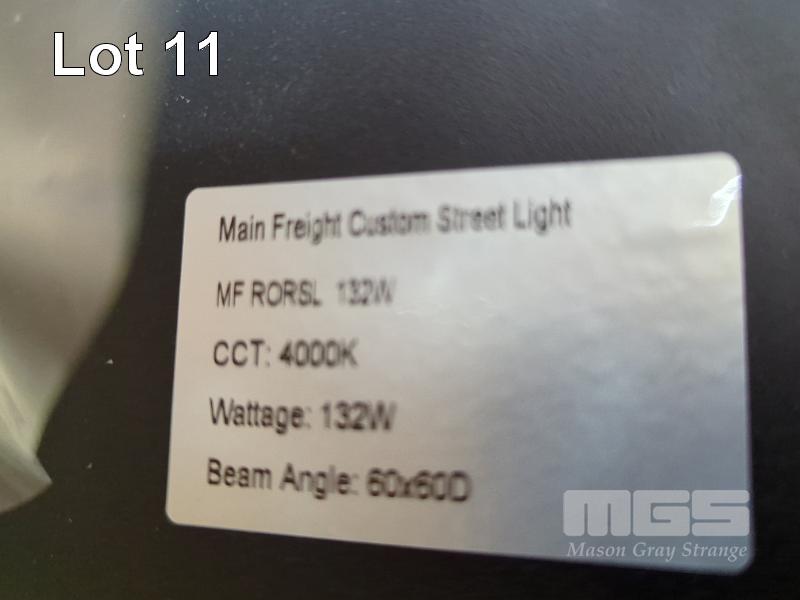 Lot 11
Main Freight Custom Street Light
MF RORSL 132W
CCT: 4000K
Wattage: 132W
Beam Angle: 60x60D
MGS
Mason Gray Strange